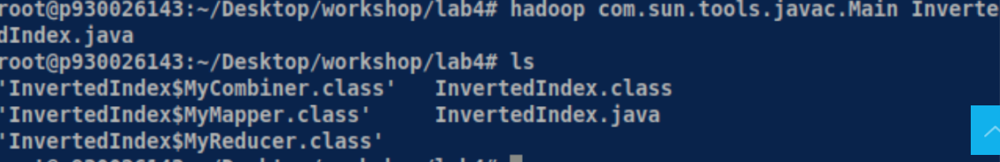 root@p930026143:~/Desktop/workshop/lab4# hadoop com.sun.tools.javac.Main Inverte
dIndex.java
root@p930026143:~/Desktop/workshop/lab4# ls
'InvertedIndex$MyCombiner.class'   InvertedIndex.class
'InvertedIndex$MyMapper.class'     InvertedIndex.java
'InvertedIndex$MyReducer.class'